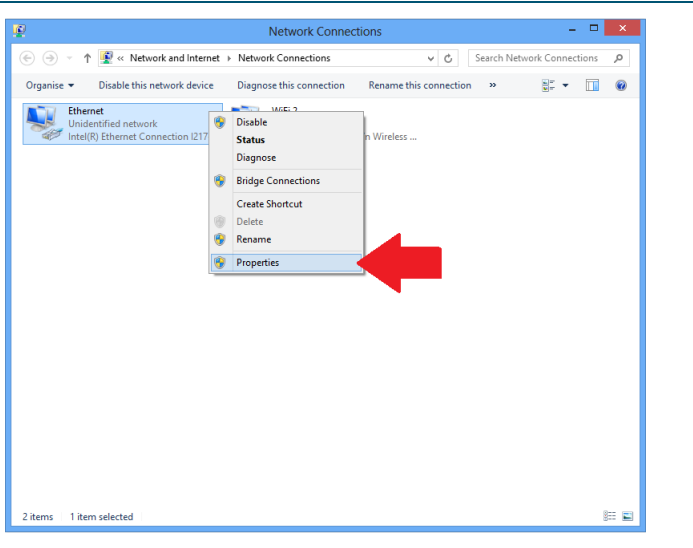 Network Connections
« Network and Internet Network Connections
Search Network Connections
Organise Disable this network device Diagnose this connection Rename this connection »
Ethernet
Unidentified network
Intel(R) Ethernet Connection I217
WiFi 2
n Wireless ...
Disable
Status
Diagnose
Bridge Connections
Create Shortcut
Delete
Rename
Properties
2 items 1 item selected